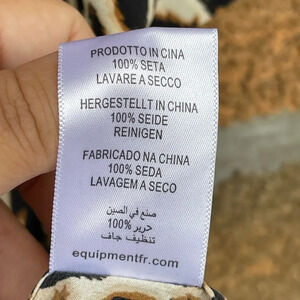 PRODOTTO IN CINA
100% SETA
LAVARE A SECCO
HERGESTELLT IN CHINA
100% SEIDE
REINIGEN
FABRICADO NA CHINA
100% SEDA
LAVAGEM A SECO
صنع في الصين
حرير %100
تنظيف جاف
equipmentfr.com